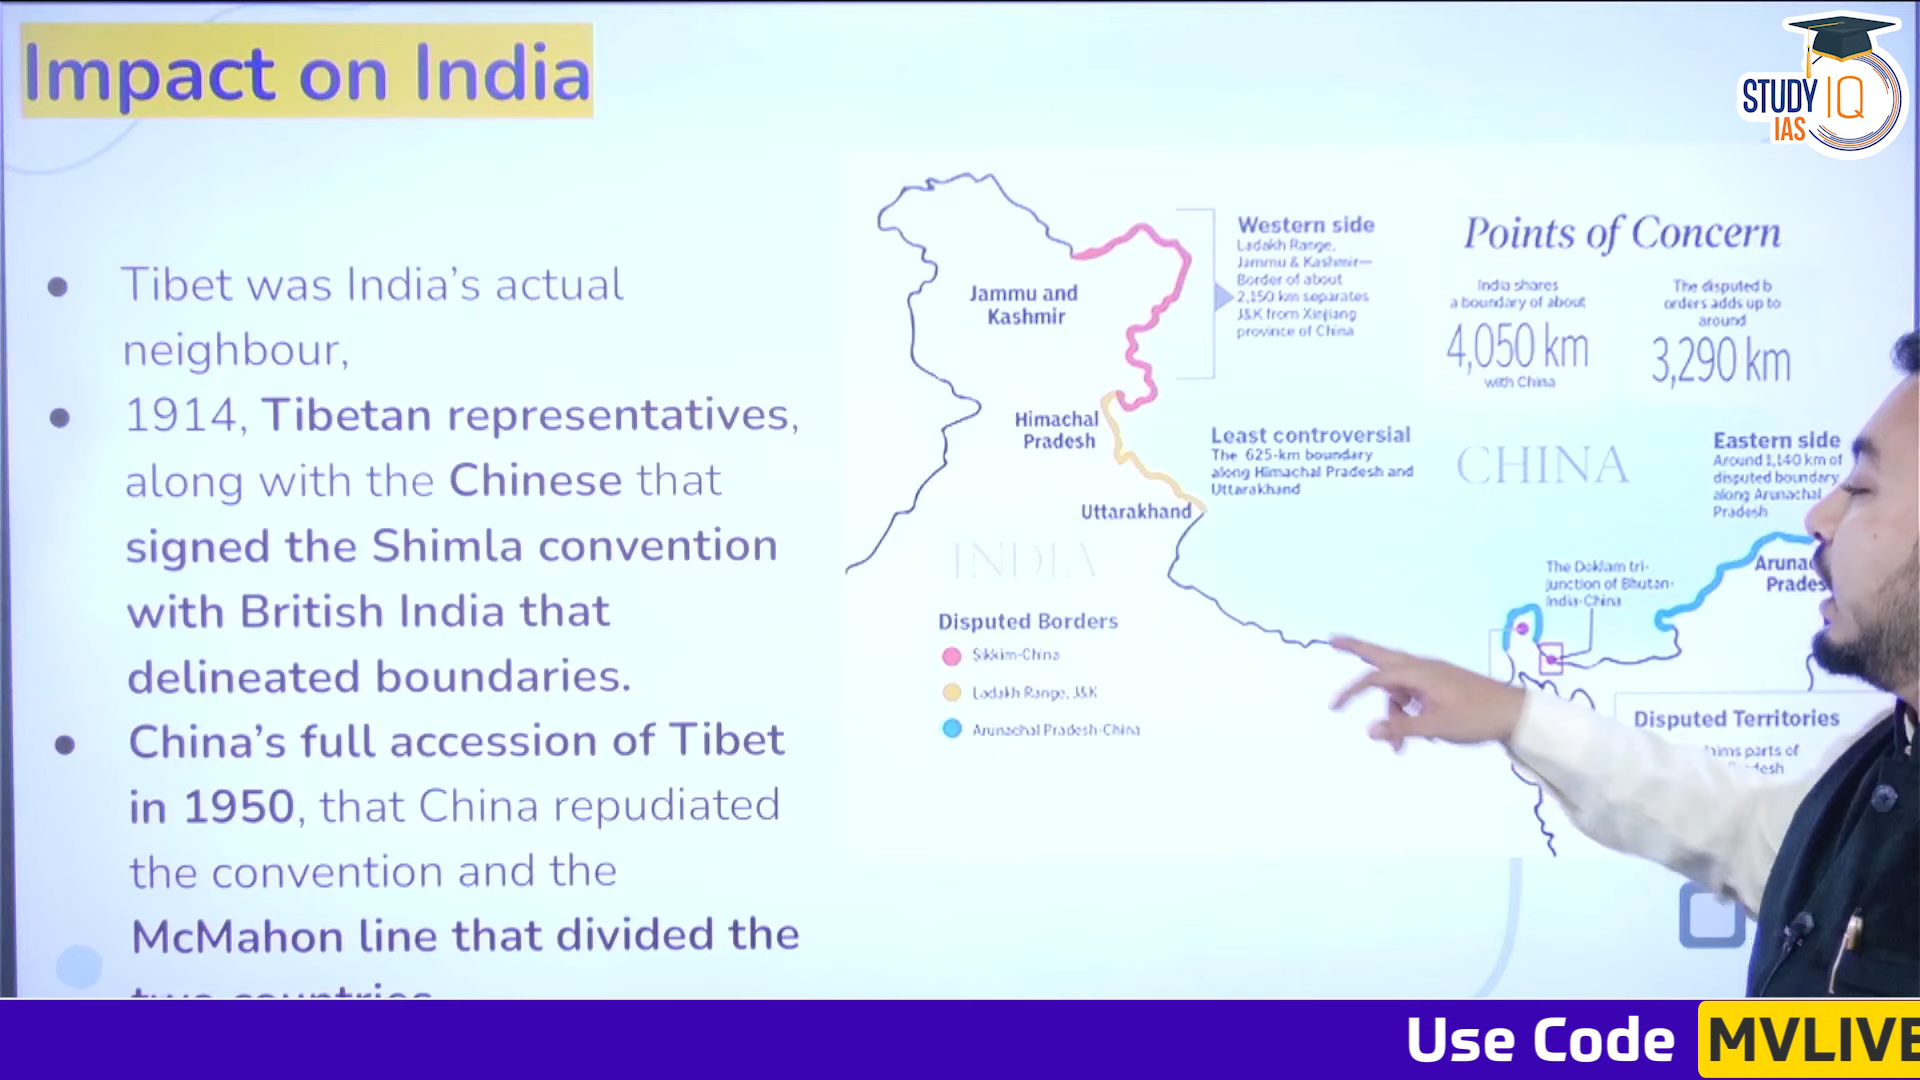 Impact on India
STUDY IQ
IAS
Tibet was India's actual
neighbour,
1914, Tibetan representatives,
along with the Chinese that
signed the Shimla convention
with British India that
delineated boundaries.
China's full accession of Tibet
in 1950, that China repudiated
the convention and the
McMahon line that divided the
two countries
Jammu and
Kashmir
Himachal
Pradesh
Uttarakhand
INDIA
Western side
Ladakh Range,
Jammu & Kashmir—
Border of about
2,150 km separates
J&K from Xinjiang
province of China
Points of Concern
India shares
a boundary of about
4,050 km
with China
The disputed b
orders adds up to
around
3,290 km
Least controversial
The 625-km boundary
along Himachal Pradesh and
Uttarakhand
CHINA
Eastern side
Around 1,140 km of
disputed boundary
along Arunachal
Pradesh
The Doklam tri-
junction of Bhutan-
India-China
Disputed Borders
Sikkim-China
Ladakh Range, J&K
Arunachal Pradesh-China
Disputed Territories
parts of
Use Code MVLIVE